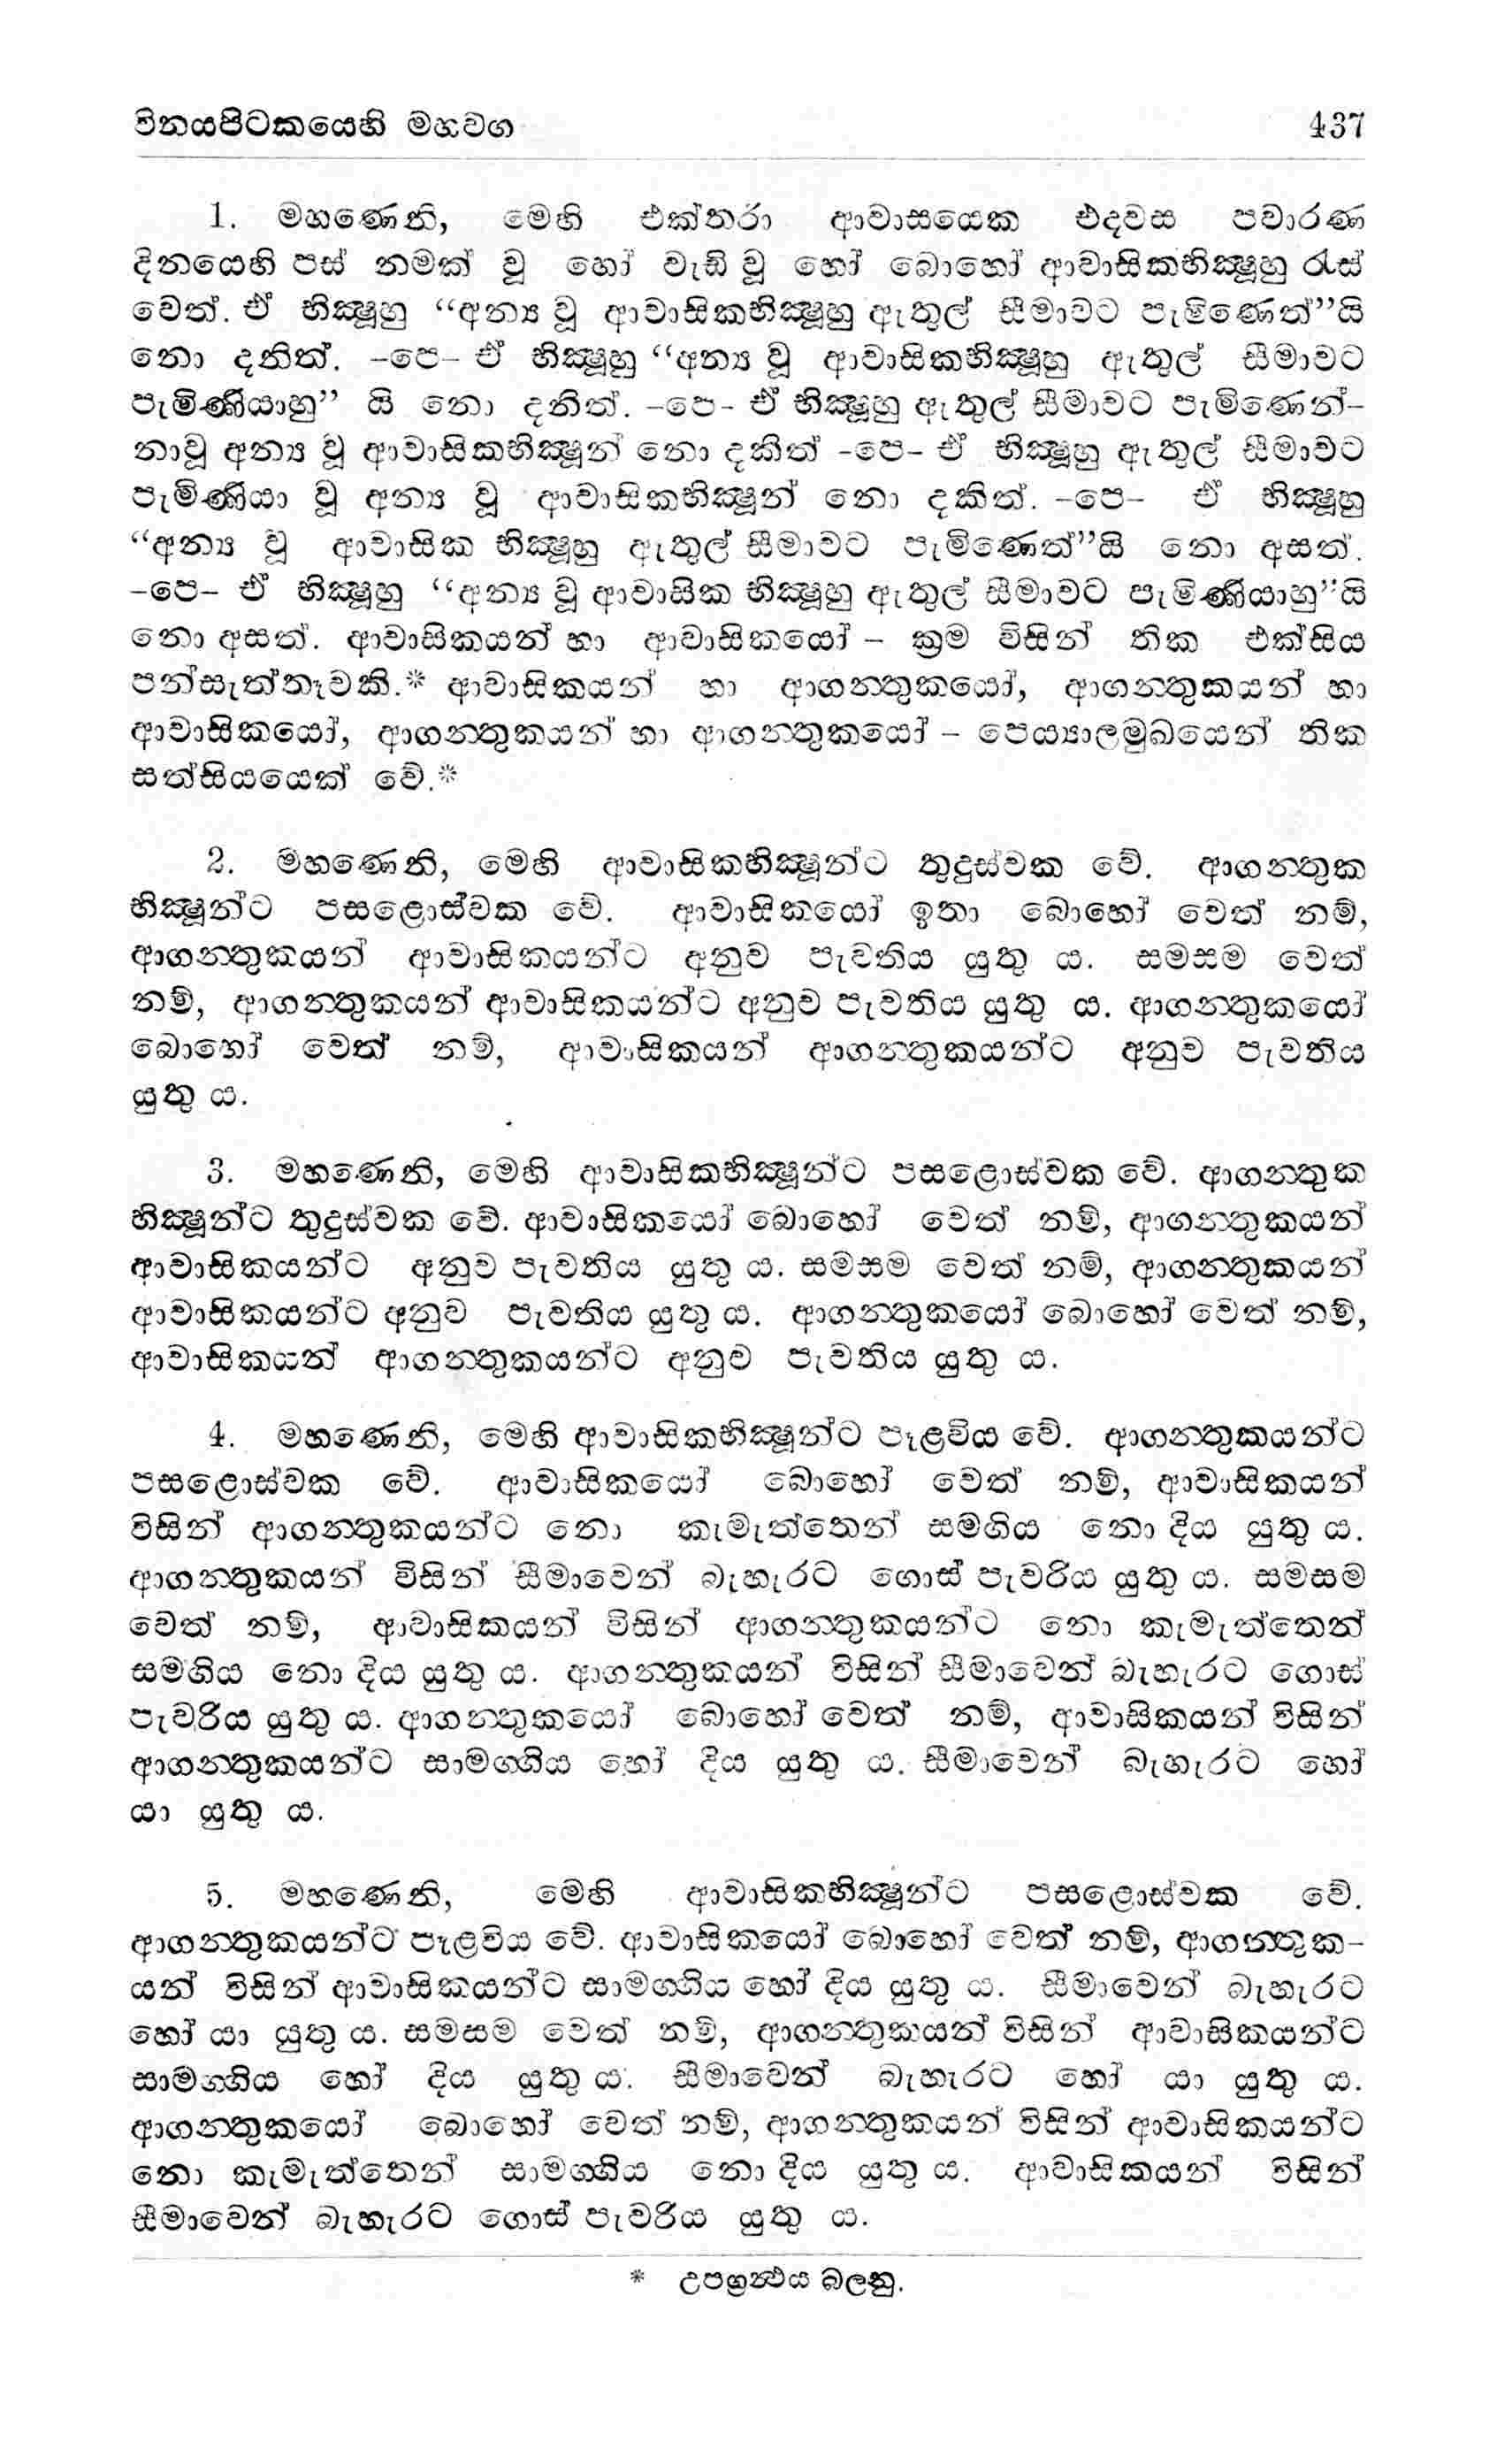 විනයපිටකයෙහි මහවග 437
1. මහණෙනි, මෙහි එක්තරා ආවාසයෙක එදවස පවාරණ
දිනයෙහි පස් නමක් වූ හෝ වැඩි වූ හෝ බොහෝ ආවාසිකභික්‍ෂූහු රැස්
වෙත්. ඒ භික්‍ෂූහු “අන්‍ය වූ ආවාසිකභික්‍ෂූහු ඇතුල් සීමාවට පැමිණෙත්”යි
නො දනිත්. -පෙ- ඒ භික්‍ෂූහු “අන්‍ය වූ ආවාසිකභික්‍ෂූහු ඇතුල් සීමාවට
පැමිණියාහු” යි නො දනිත්. -පෙ- ඒ භික්‍ෂූහු ඇතුල් සීමාවට පැමිණෙන්-
නාවූ අන්‍ය වූ ආවාසිකභික්‍ෂූන් නො දකිත් -පෙ- ඒ භික්‍ෂූහු ඇතුල් සීමාවට
පැමිණියා වූ අන්‍ය වූ ආවාසිකභික්‍ෂූන් නො දකිත්. -පෙ- ඒ භික්‍ෂූහු
“අන්‍ය වූ ආවාසික භික්‍ෂූහු ඇතුල් සීමාවට පැමිණෙත්”යි නො අසත්.
-පෙ- ඒ භික්‍ෂූහු “අන්‍ය වූ ආවාසික භික්‍ෂූහු ඇතුල් සීමාවට පැමිණියාහු”යි
නො අසත්. ආවාසිකයන් හා ආවාසිකයෝ - ක්‍රම විසින් තික එක්සිය
පන්සැත්තෑවකි.* ආවාසිකයන් හා ආගන්‍තුකයෝ, ආගන්‍තුකයන් හා
ආවාසිකයෝ, ආගන්‍තුකයන් හා ආගන්‍තුකයෝ - පෙය්‍යාලමුඛයෙන් තික
සත්සියයෙක් වේ.*
2. මහණෙනි, මෙහි ආවාසිකභික්‍ෂූන්ට තුදුස්වක වේ. ආගන්‍තුක
භික්‍ෂූන්ට පසළොස්වක වේ. ආවාසිකයෝ ඉතා බොහෝ වෙත් නම්,
ආගන්‍තුකයන් ආවාසිකයන්ට අනුව පැවතිය යුතු ය. සමසම වෙත්
නම්, ආගන්‍තුකයන් ආවාසිකයන්ට අනුව පැවතිය යුතු ය. ආගන්‍තුකයෝ
බොහෝ වෙත් නම්, ආවාසිකයන් ආගන්‍තුකයන්ට අනුව පැවතිය
යුතු ය.
3. මහණෙනි, මෙහි ආවාසිකභික්‍ෂූන්ට පසළොස්වක වේ. ආගන්‍තුක
භික්‍ෂූන්ට තුදුස්වක වේ. ආවාසිකයෝ බොහෝ වෙත් නම්, ආගන්‍තුකයන්
ආවාසිකයන්ට අනුව පැවතිය යුතු ය. සමසම වෙත් නම්, ආගන්‍තුකයන්
ආවාසිකයන්ට අනුව පැවතිය යුතු ය. ආගන්‍තුකයෝ බොහෝ වෙත් නම්,
ආවාසිකයන් ආගන්‍තුකයන්ට අනුව පැවතිය යුතු ය.
4. මහණෙනි, මෙහි ආවාසිකභික්‍ෂූන්ට පෑළවිය වේ. ආගන්‍තුකයන්ට
පසළොස්වක වේ. ආවාසිකයෝ බොහෝ වෙත් නම්, ආවාසිකයන්
විසින් ආගන්‍තුකයන්ට නො කැමැත්තෙන් සමගිය නො දිය යුතු ය.
ආගන්‍තුකයන් විසින් සීමාවෙන් බැහැරට ගොස් පැවරිය යුතු ය. සමසම
වෙත් නම්, ආවාසිකයන් විසින් ආගන්‍තුකයන්ට නො කැමැත්තෙන්
සමගිය නො දිය යුතු ය. ආගන්‍තුකයන් විසින් සීමාවෙන් බැහැරට ගොස්
පැවරිය යුතු ය. ආගන්‍තුකයෝ බොහෝ වෙත් නම්, ආවාසිකයන් විසින්
ආගන්‍තුකයන්ට සාමග්‍ගිය හෝ දිය යුතු ය. සීමාවෙන් බැහැරට හෝ
යා යුතු ය.
5. මහණෙනි, මෙහි ආවාසිකභික්‍ෂූන්ට පසළොස්වක වේ.
ආගන්‍තුකයන්ට පෑළවිය වේ. ආවාසිකයෝ බොහෝ වෙත් නම්, ආගන්‍තුක-
යන් විසින් ආවාසිකයන්ට සාමග්‍ගිය හෝ දිය යුතු ය. සීමාවෙන් බැහැරට
හෝ යා යුතු ය. සමසම වෙත් නම්, ආගන්‍තුකයන් විසින් ආවාසිකයන්ට
සාමග්‍ගිය හෝ දිය යුතු ය. සීමාවෙන් බැහැරට හෝ යා යුතු ය.
ආගන්‍තුකයෝ බොහෝ වෙත් නම්, ආගන්‍තුකයන් විසින් ආවාසිකයන්ට
නො කැමැත්තෙන් සාමග්‍ගිය නො දිය යුතු ය. ආවාසිකයන් විසින්
සීමාවෙන් බැහැරට ගොස් පැවරිය යුතු ය.
* උපග්‍රන්‍ථය බලනු.